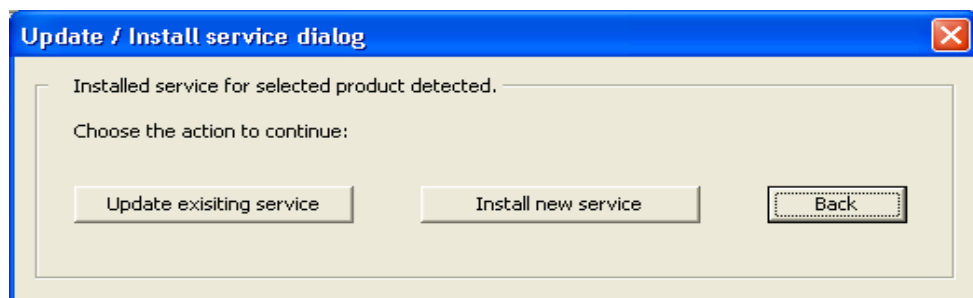 Update / Install service dialog
Installed service for selected product detected.
Choose the action to continue:
Update exisiting service Install new service Back